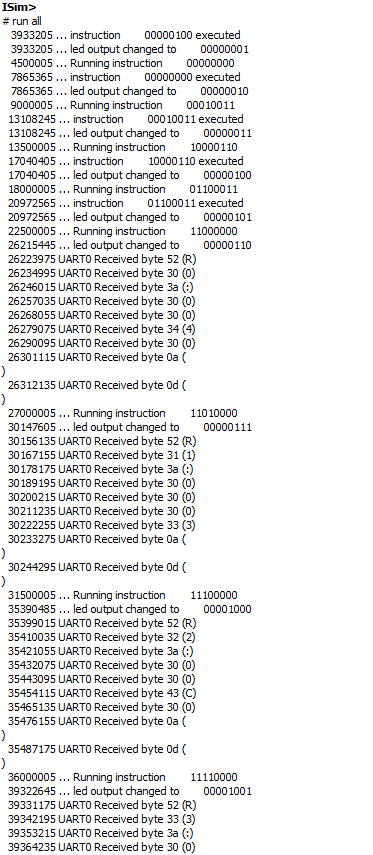 ISim>
# run all
3933205 ... instruction 00000100 executed
3933205 ... led output changed to 00000001
4500005 ... Running instruction 00000000
7865365 ... instruction 00000000 executed
7865365 ... led output changed to 00000010
9000005 ... Running instruction 00010011
13108245 ... instruction 00010011 executed
13108245 ... led output changed to 00000011
13500005 ... Running instruction 10000110
17040405 ... instruction 10000110 executed
17040405 ... led output changed to 00000100
18000005 ... Running instruction 01100011
20972565 ... instruction 01100011 executed
20972565 ... led output changed to 00000101
22500005 ... Running instruction 11000000
26215445 ... led output changed to 00000110
26223975 UART0 Received byte 52 (R)
26234995 UART0 Received byte 30 (0)
26246015 UART0 Received byte 3a (:)
26257035 UART0 Received byte 30 (0)
26268055 UART0 Received byte 30 (0)
26279075 UART0 Received byte 34 (4)
26290095 UART0 Received byte 30 (0)
26301115 UART0 Received byte 0a (
)
26312135 UART0 Received byte 0d (
)
27000005 ... Running instruction 11010000
30147605 ... led output changed to 00000111
30156135 UART0 Received byte 52 (R)
30167155 UART0 Received byte 31 (1)
30178175 UART0 Received byte 3a (:)
30189195 UART0 Received byte 30 (0)
30200215 UART0 Received byte 30 (0)
30211235 UART0 Received byte 30 (0)
30222255 UART0 Received byte 33 (3)
30233275 UART0 Received byte 0a (
)
30244295 UART0 Received byte 0d (
)
31500005 ... Running instruction 11100000
35390485 ... led output changed to 00001000
35399015 UART0 Received byte 52 (R)
35410035 UART0 Received byte 32 (2)
35421055 UART0 Received byte 3a (:)
35432075 UART0 Received byte 30 (0)
35443095 UART0 Received byte 30 (0)
35454115 UART0 Received byte 43 (C)
35465135 UART0 Received byte 30 (0)
35476155 UART0 Received byte 0a (
)
35487175 UART0 Received byte 0d (
)
36000005 ... Running instruction 11110000
39322645 ... led output changed to 00001001
39331175 UART0 Received byte 52 (R)
39342195 UART0 Received byte 33 (3)
39353215 UART0 Received byte 3a (:)
39364235 UART0 Received byte 30 (0)